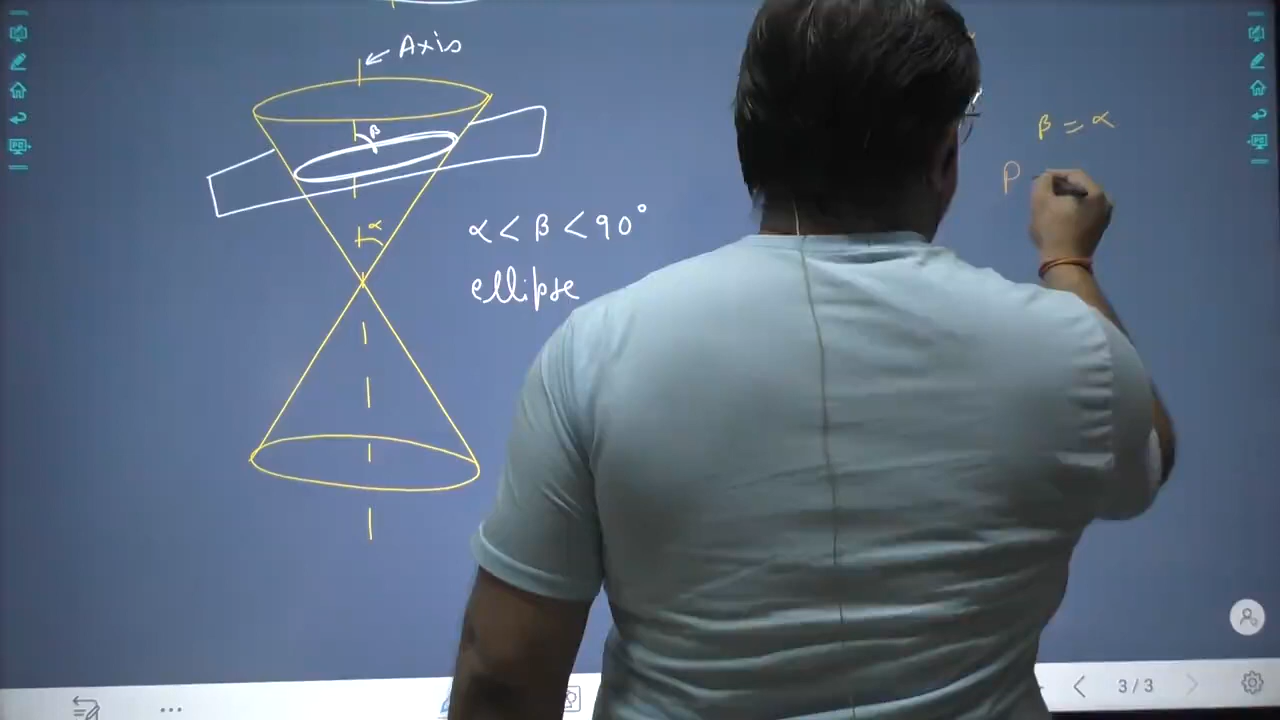 Axis
β
α
α < β < 90°
ellipse
β = α
P
3/3